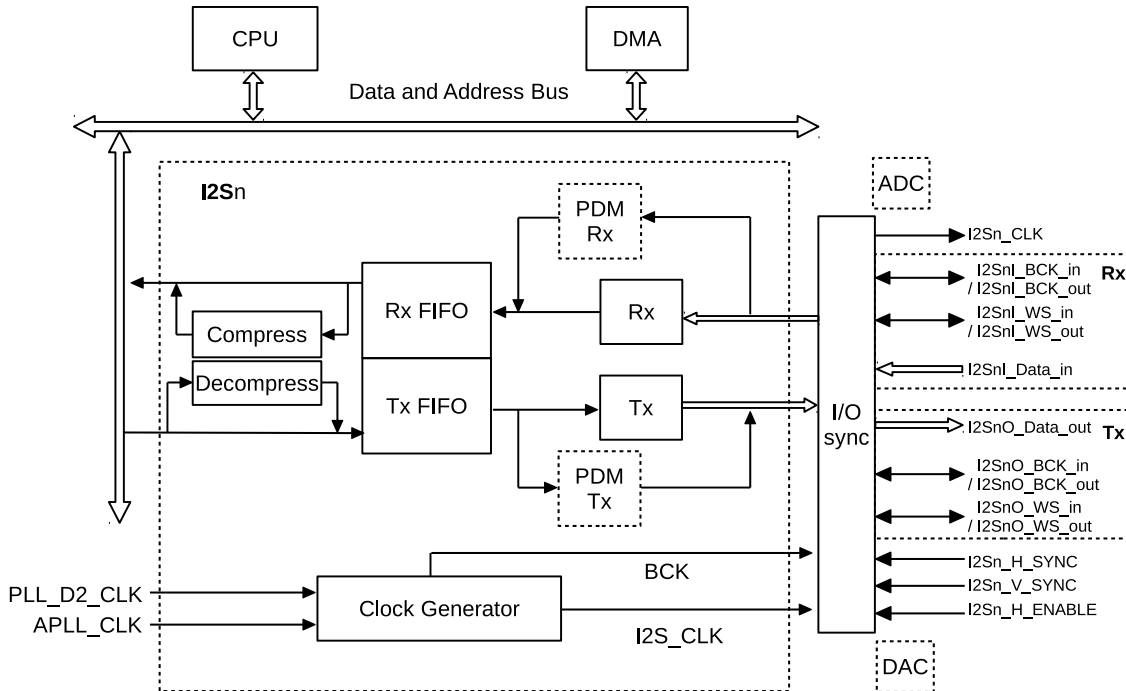 CPU
DMA
Data and Address Bus
I2Sn
ADC
PDM
Rx
I2Sn_CLK
I2SnI_BCK_in
/ I2SnI_BCK_out
Rx
Rx FIFO
Rx
I2SnI_WS_in
/ I2SnI_WS_out
Compress
I2SnI_Data_in
Decompress
Tx FIFO
Tx
I/O
sync
I2SnO_Data_out
Tx
PDM
Tx
I2SnO_BCK_in
/ I2SnO_BCK_out
I2SnO_WS_in
/ I2SnO_WS_out
BCK
I2Sn_H_SYNC
PLL_D2_CLK
Clock Generator
I2Sn_V_SYNC
APLL_CLK
I2Sn_H_ENABLE
I2S_CLK
DAC